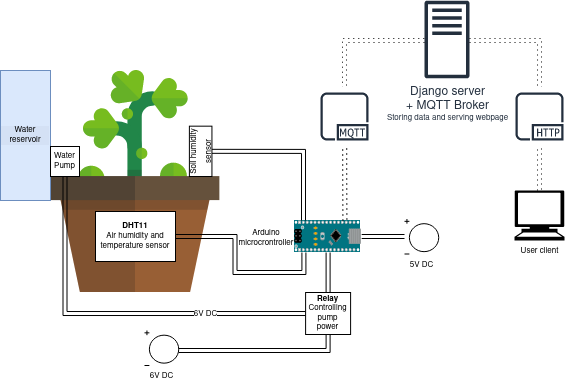 Django server
+ MQTT Broker
Storing data and serving webpage
MQTT
HTTP
Water
reservoir
Water
Pump
Soil humidity
sensor
DHT11
Air humidity and
temperature sensor
Arduino
microcontroller
+
−
5V DC
User client
Relay
Controlling
pump
power
6V DC
+
−
6V DC